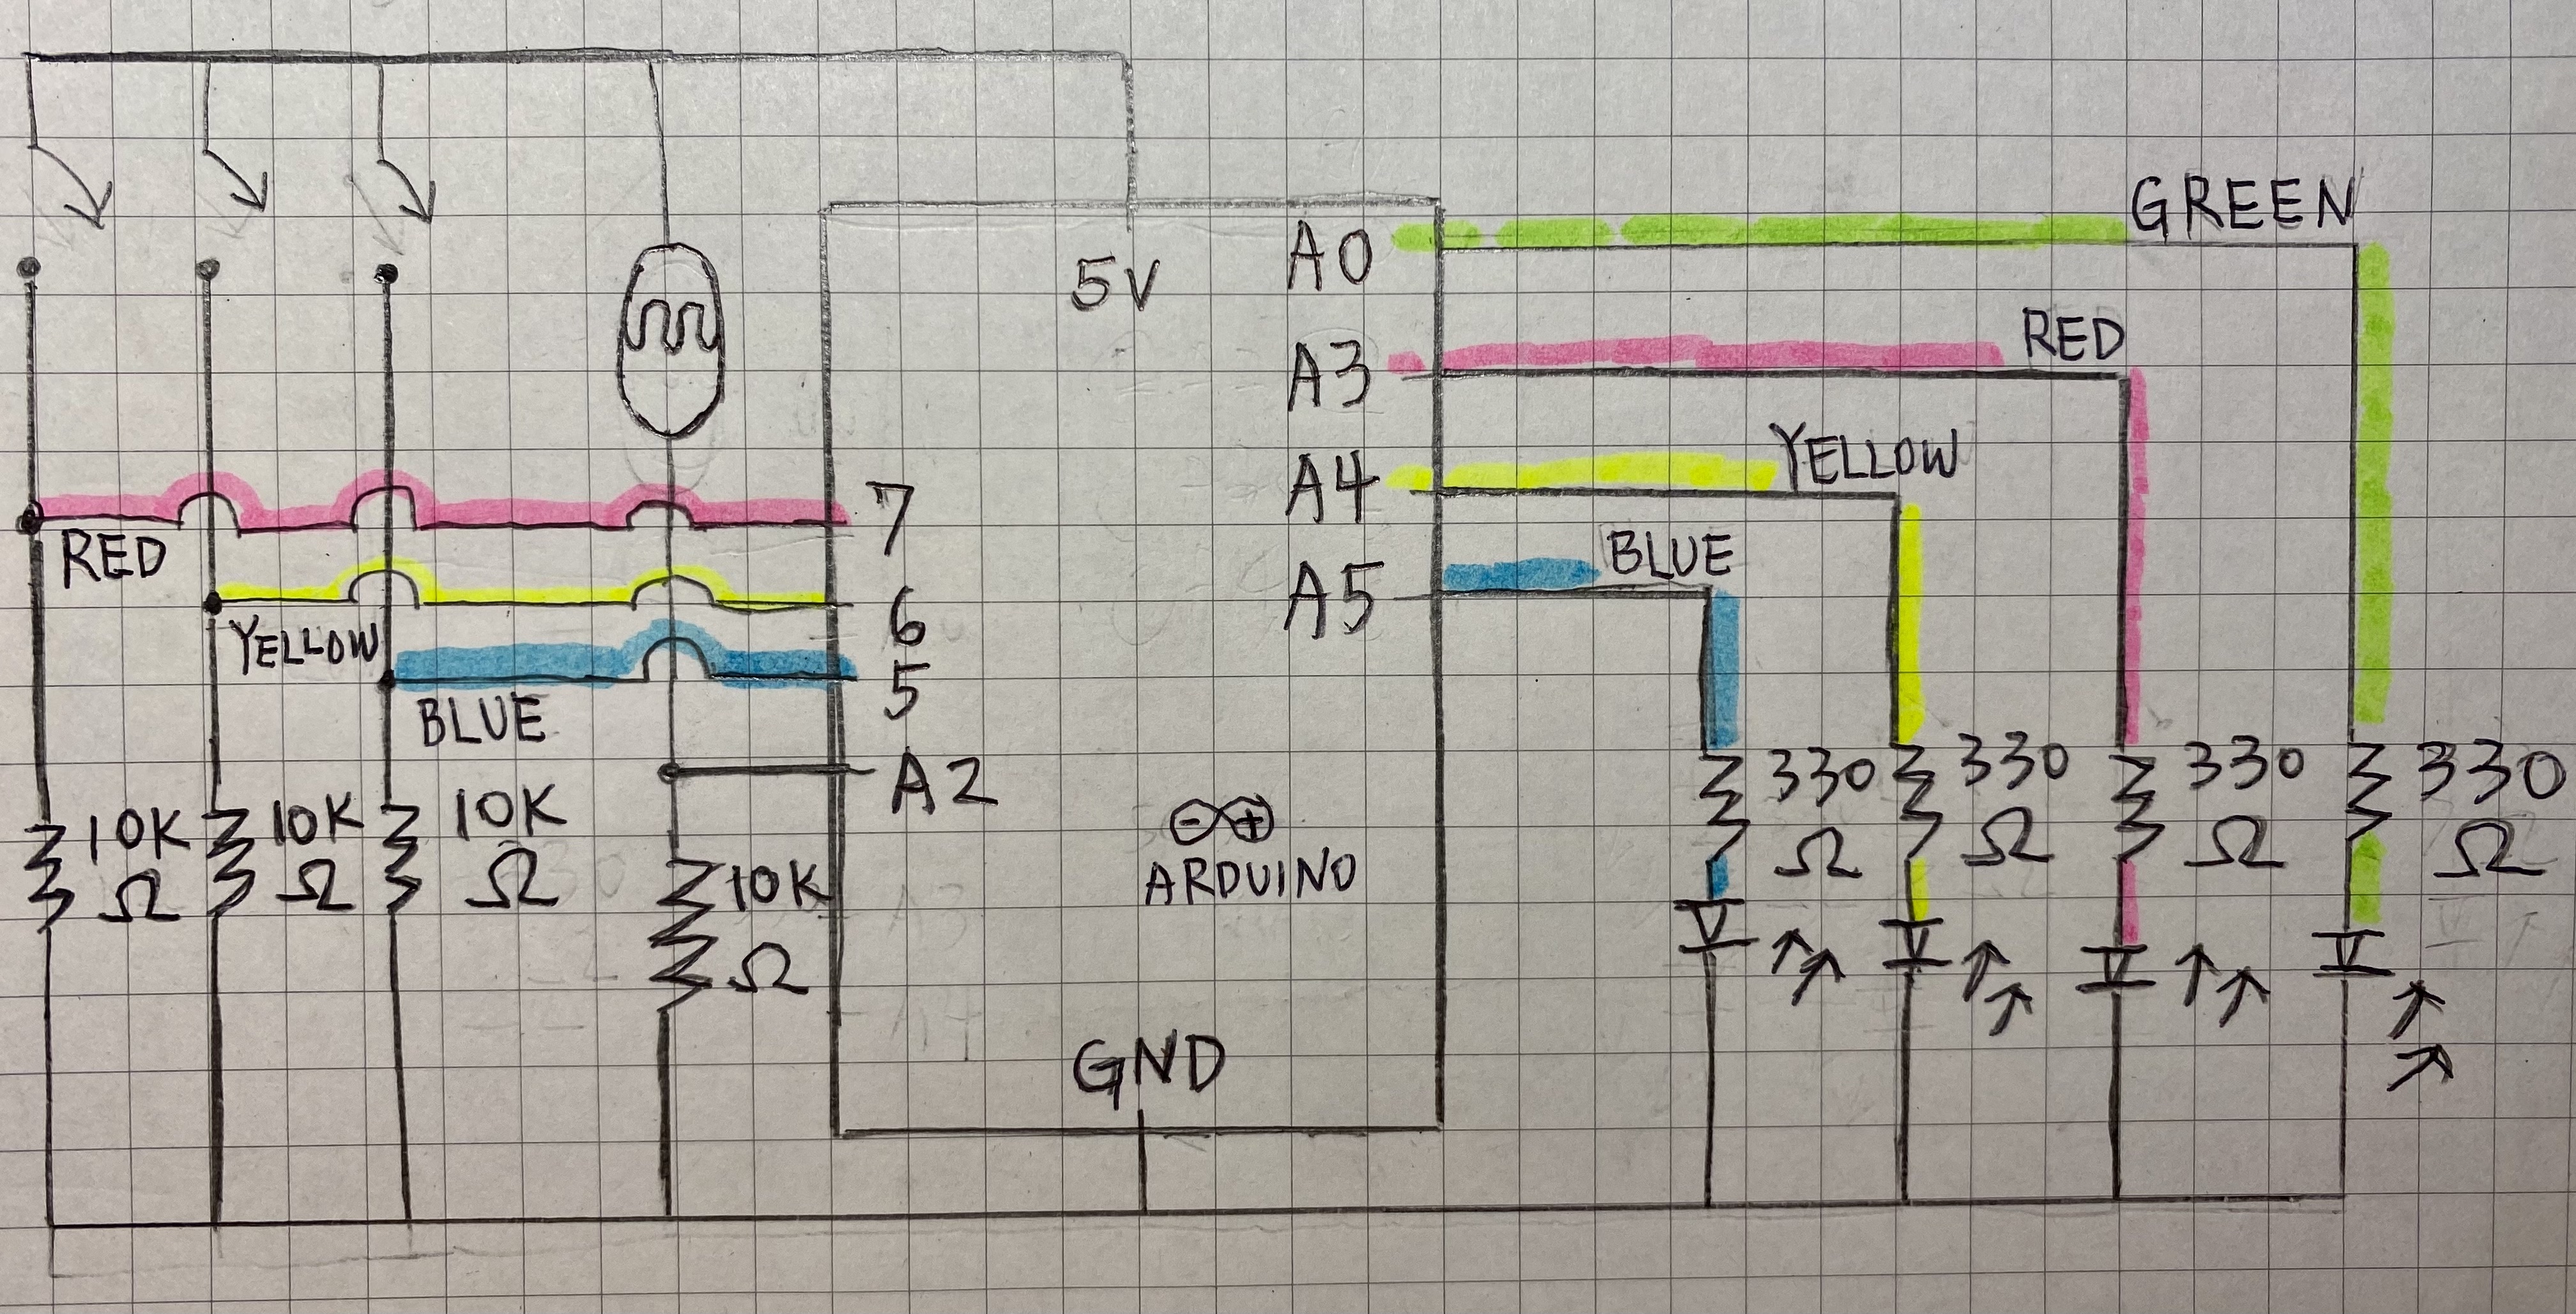 GREEN
5V
A0
RED
A3
YELLOW
A4
BLUE
A5
7
RED
6
YELLOW
5
BLUE
A2
10K
Ω
10K
Ω
10K
Ω
10K
Ω
ARDUINO
330
Ω
330
Ω
330
Ω
330
Ω
GND